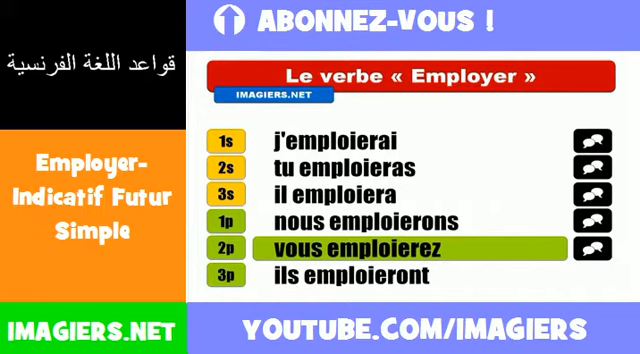 ABONNEZ-VOUS !
قواعد اللغة الفرنسية
Le verbe « Employer »
IMAGIERS.NET
Employer-
Indicatif Futur
Simple
1s j'emploierai
2s tu emploieras
3s il emploiera
1p nous emploierons
2p vous emploierez
3p ils emploieront
IMAGIERS.NET
YOUTUBE.COM/IMAGIERS